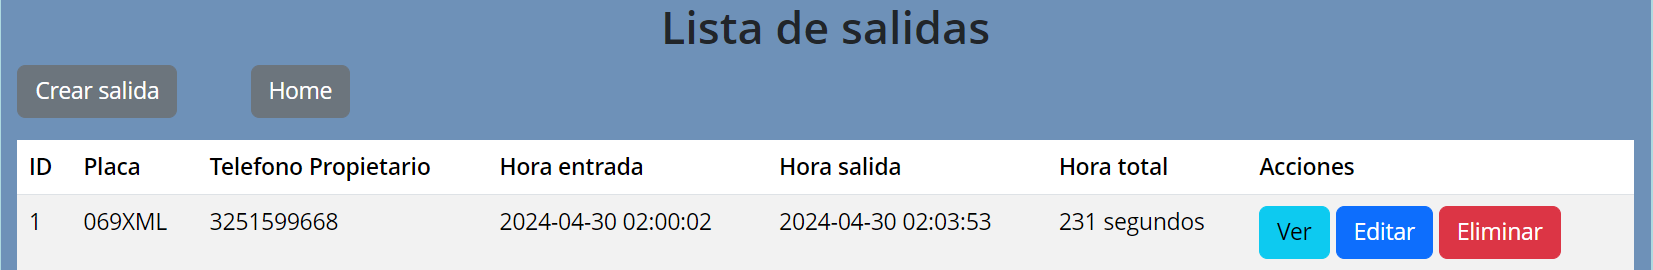 Lista de salidas
Crear salida Home
ID Placa Telefono Propietario Hora entrada Hora salida Hora total Acciones
1 069XML 3251599668 2024-04-30 02:00:02 2024-04-30 02:03:53 231 segundos Ver Editar Eliminar